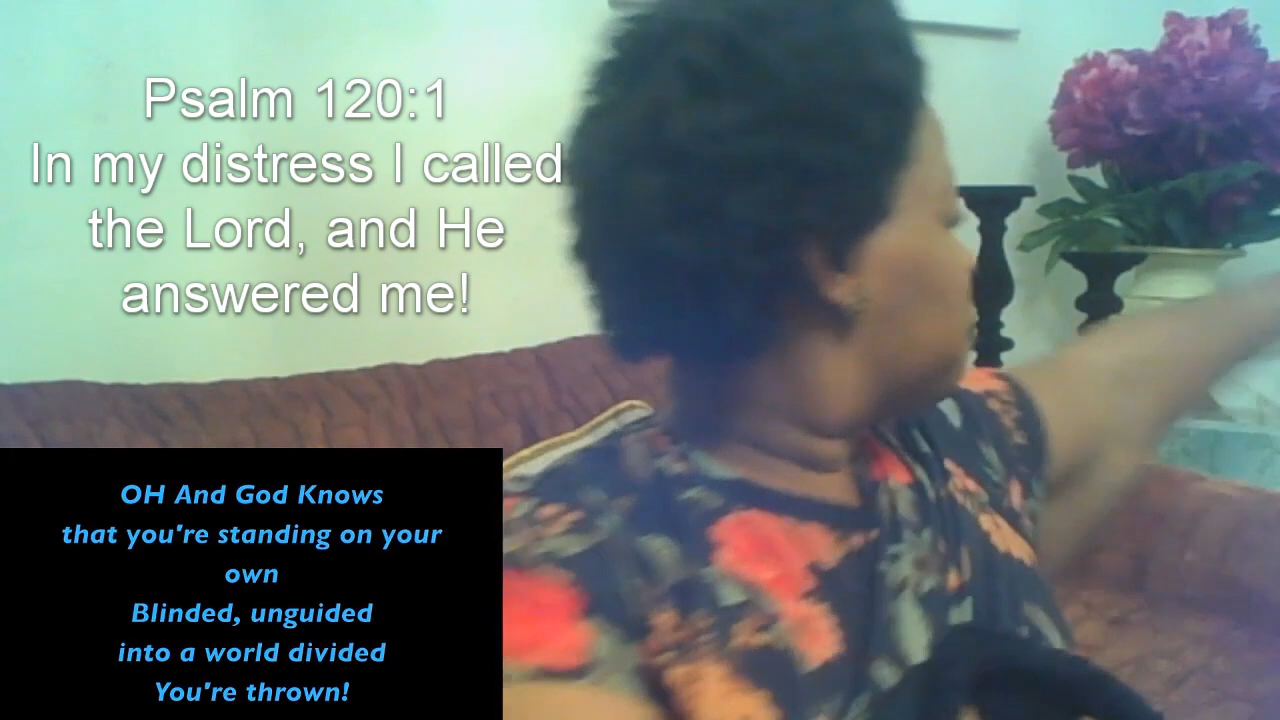 Psalm 120:1
In my distress I called
the Lord, and He
answered me!
OH And God Knows
that you're standing on your
own
Blinded, unguided
into a world divided
You're thrown!